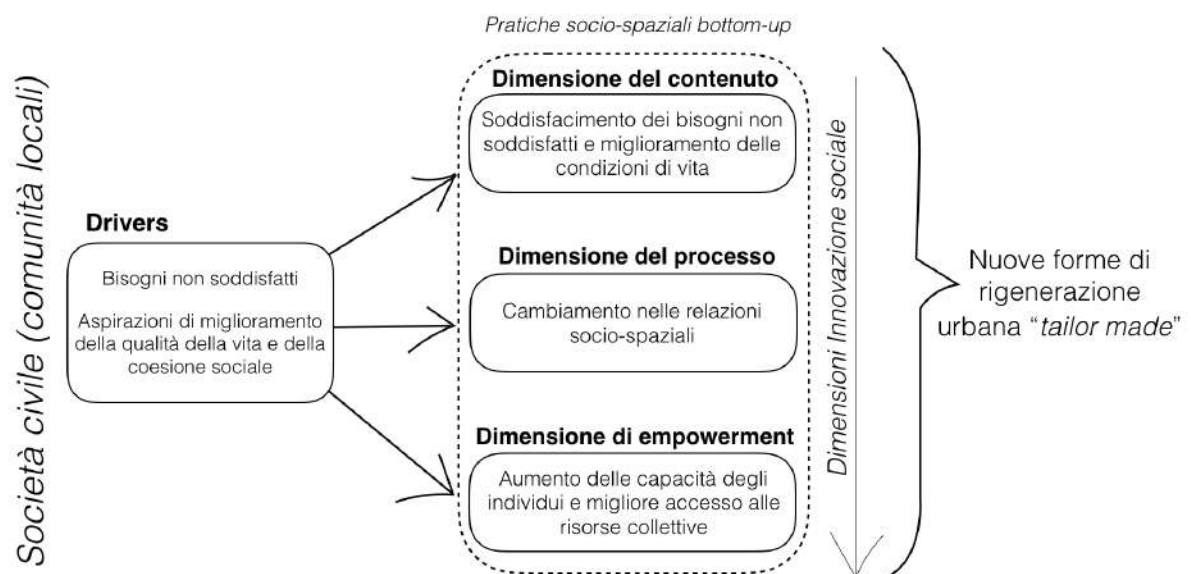 Pratiche socio-spaziali bottom-up
Società civile (comunità locali)
Drivers
Bisogni non soddisfatti
Aspirazioni di miglioramento
della qualità della vita e della
coesione sociale
Dimensione del contenuto
Soddisfacimento dei bisogni non
soddisfatti e miglioramento delle
condizioni di vita
Dimensione del processo
Cambiamento nelle relazioni
socio-spaziali
Dimensione di empowerment
Aumento delle capacità degli
individui e migliore accesso alle
risorse collettive
Dimensioni Innovazione sociale
Nuove forme di
rigenerazione
urbana “tailor made”